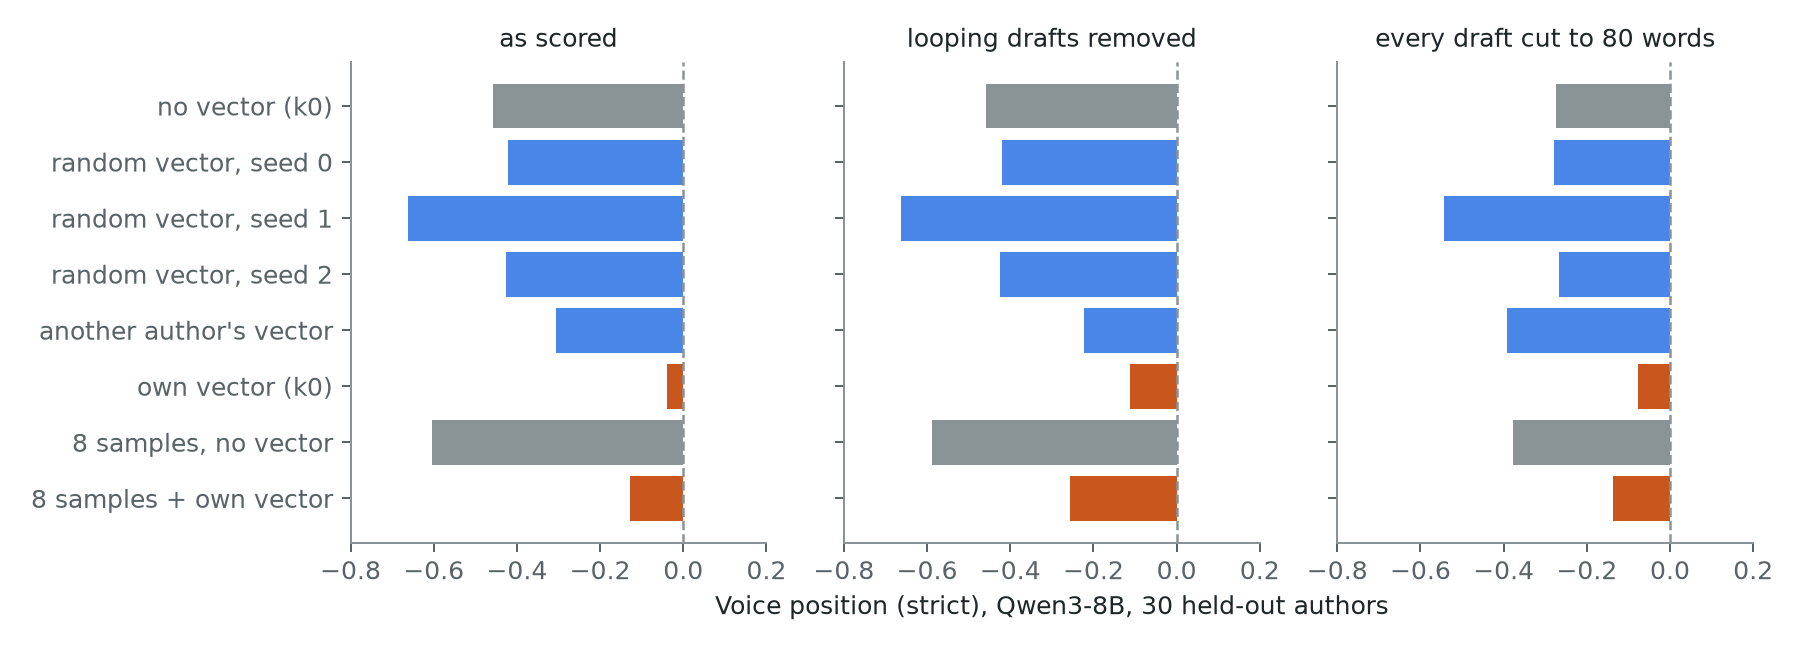 as scored
looping drafts removed
every draft cut to 80 words
no vector (k0)
random vector, seed 0
random vector, seed 1
random vector, seed 2
another author's vector
own vector (k0)
8 samples, no vector
8 samples + own vector
−0.8 −0.6 −0.4 −0.2 0.0 0.2
−0.8 −0.6 −0.4 −0.2 0.0 0.2
−0.8 −0.6 −0.4 −0.2 0.0 0.2
Voice position (strict), Qwen3-8B, 30 held-out authors